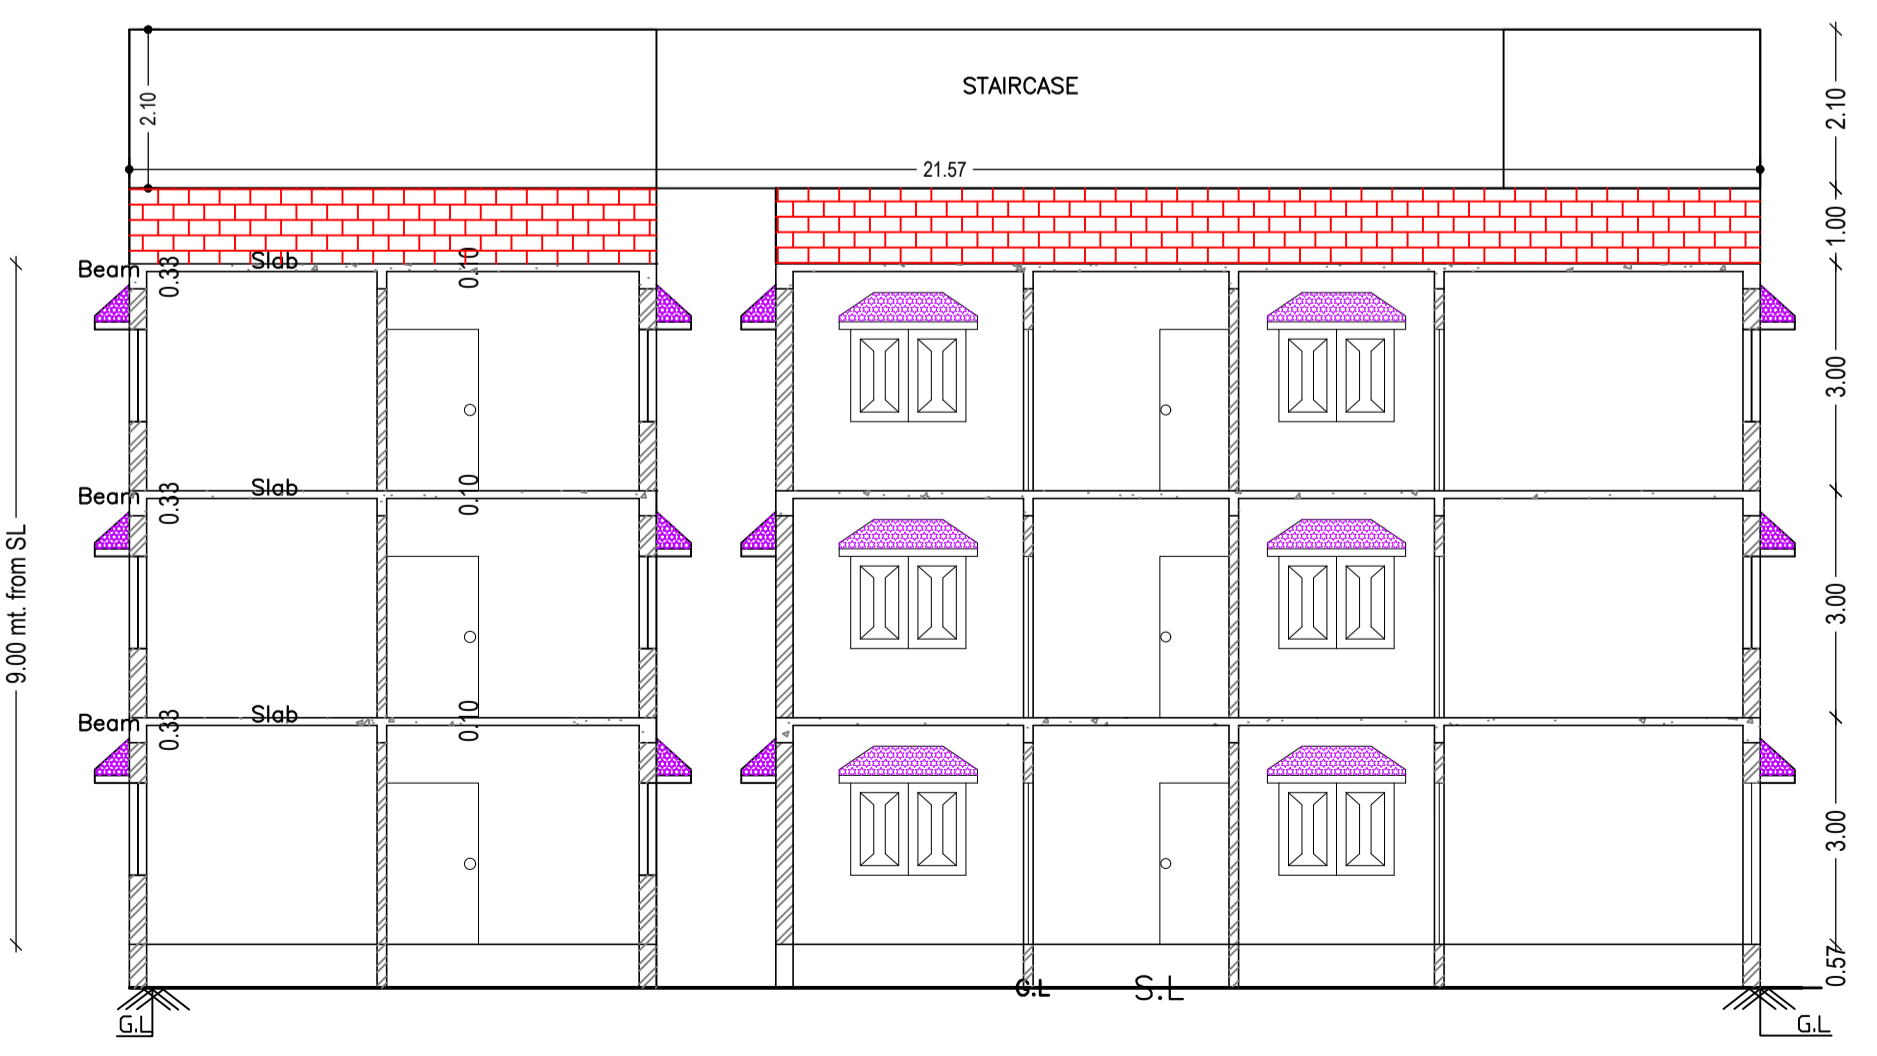 STAIRCASE
2.10
2.10
21.57
1.00
Beam
0.33
Slab
0.10
3.00
Beam
0.33
Slab
0.10
9.00 mt. from SL
3.00
Beam
0.33
Slab
0.10
3.00
0.57
G.L
S.L
G.L
G.L